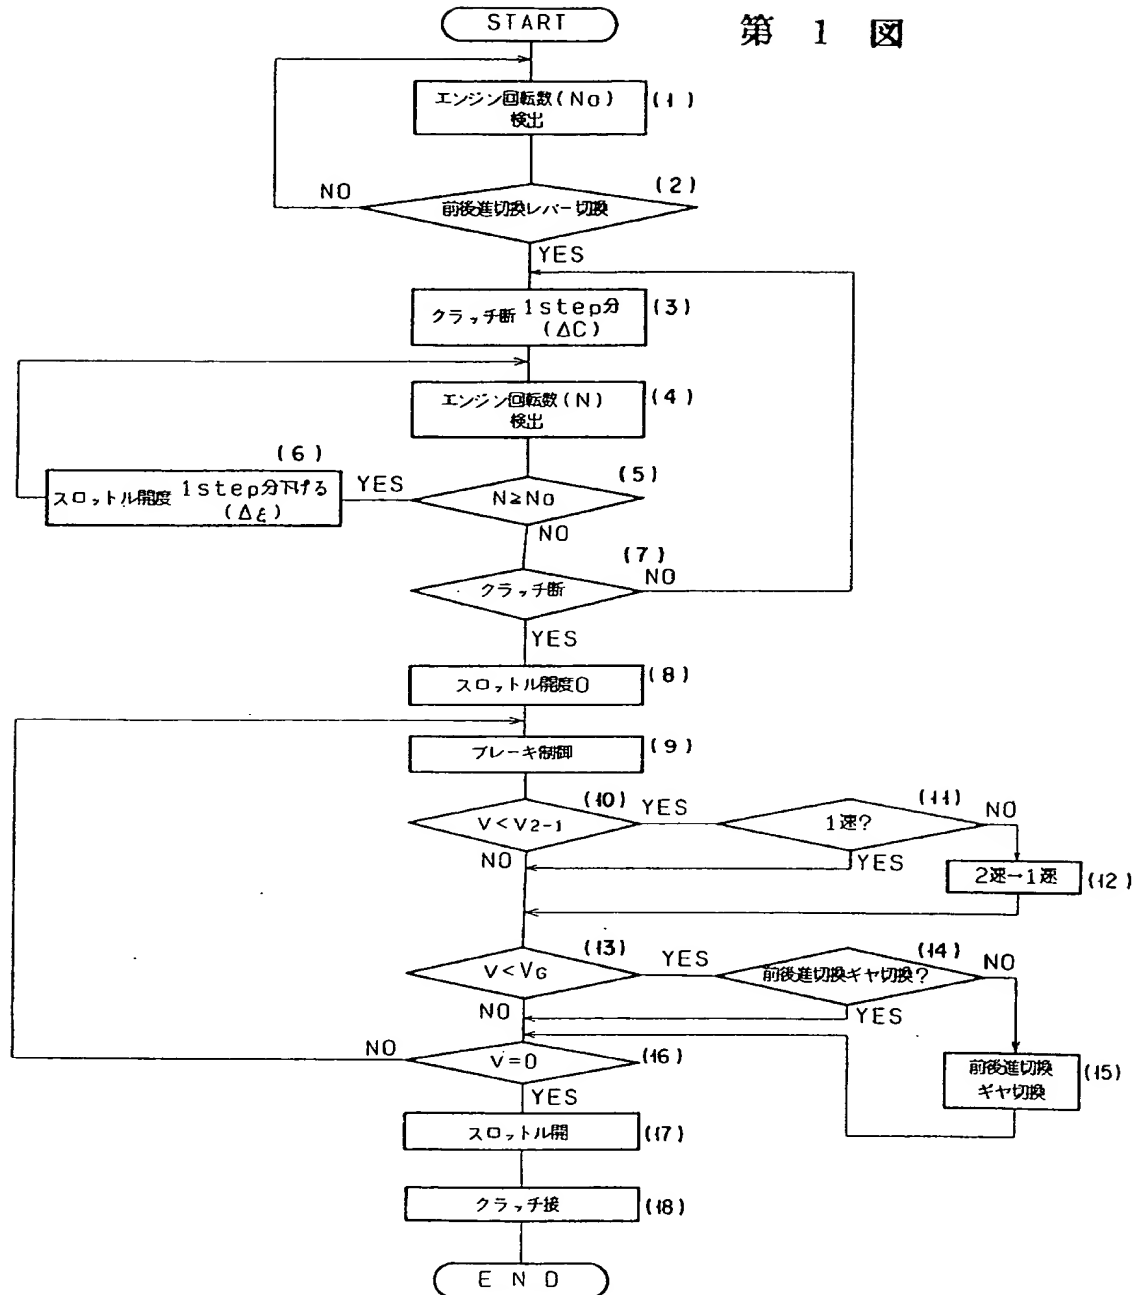 START
第 1 図
エンジン回転数(No)
検出
(1)
(2)
NO
前後進切換レバー切換
YES
クラッチ断 1step分
(ΔC)
(3)
エンジン回転数(N)
検出
(4)
(6)
スロットル開度 1step分下げる
(Δξ)
YES
(5)
N≧No
NO
(7)
クラッチ断
NO
YES
スロットル開度0
(8)
ブレーキ制御
(9)
(10)
V<V2-1
YES
NO
(11)
1速?
NO
YES
2速→1速
(12)
(13)
V<VG
YES
NO
(14)
前後進切換ギヤ切換?
NO
YES
前後進切換
ギヤ切換
(15)
NO
V=0
(16)
YES
スロットル開
(17)
クラッチ接
(18)
END